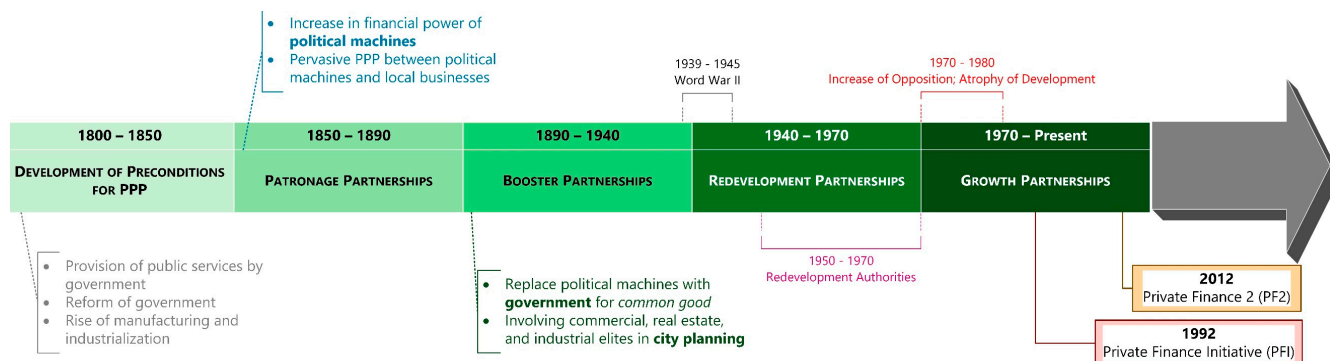 • Increase in financial power of
political machines
• Pervasive PPP between political
machines and local businesses
1939 - 1945
Word War II
1970 - 1980
Increase of Opposition; Atrophy of Development
1800 – 1850
1850 – 1890
1890 – 1940
1940 – 1970
1970 – Present
DEVELOPMENT OF PRECONDITIONS
FOR PPP
PATRONAGE PARTNERSHIPS
BOOSTER PARTNERSHIPS
REDEVELOPMENT PARTNERSHIPS
GROWTH PARTNERSHIPS
• Provision of public services by
government
• Reform of government
• Rise of manufacturing and
industrialization
• Replace political machines with
government for common good
• Involving commercial, real estate,
and industrial elites in city planning
1950 - 1970
Redevelopment Authorities
2012
Private Finance 2 (PF2)
1992
Private Finance Initiative (PFI)